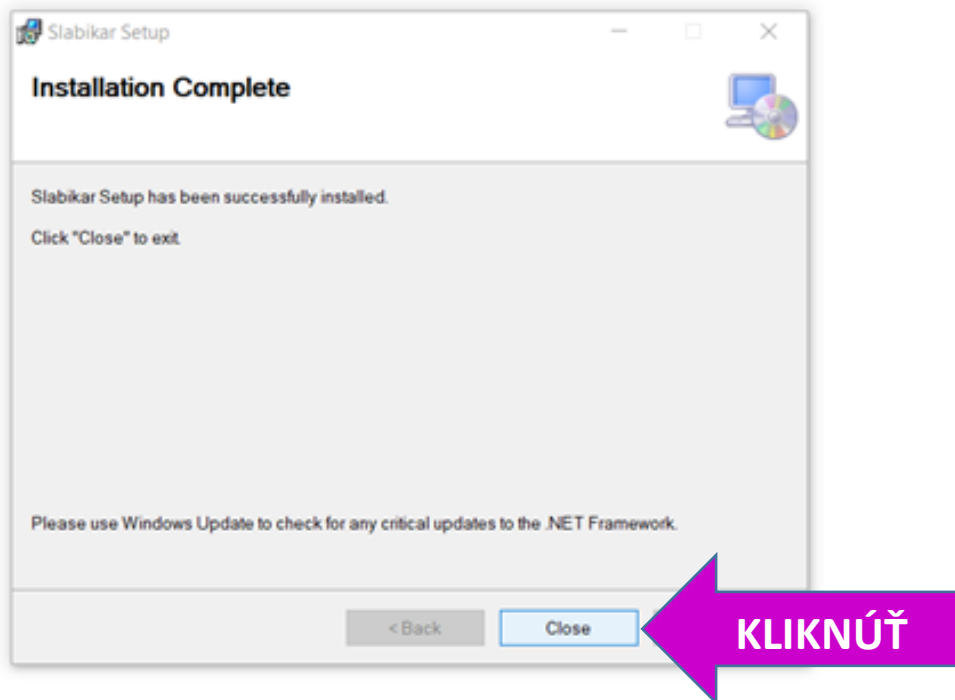 Slabikar Setup
Installation Complete
Slabikar Setup has been successfully installed.
Click "Close" to exit.
Please use Windows Update to check for any critical updates to the .NET Framework.
< Back
Close
KLIKNÚŤ